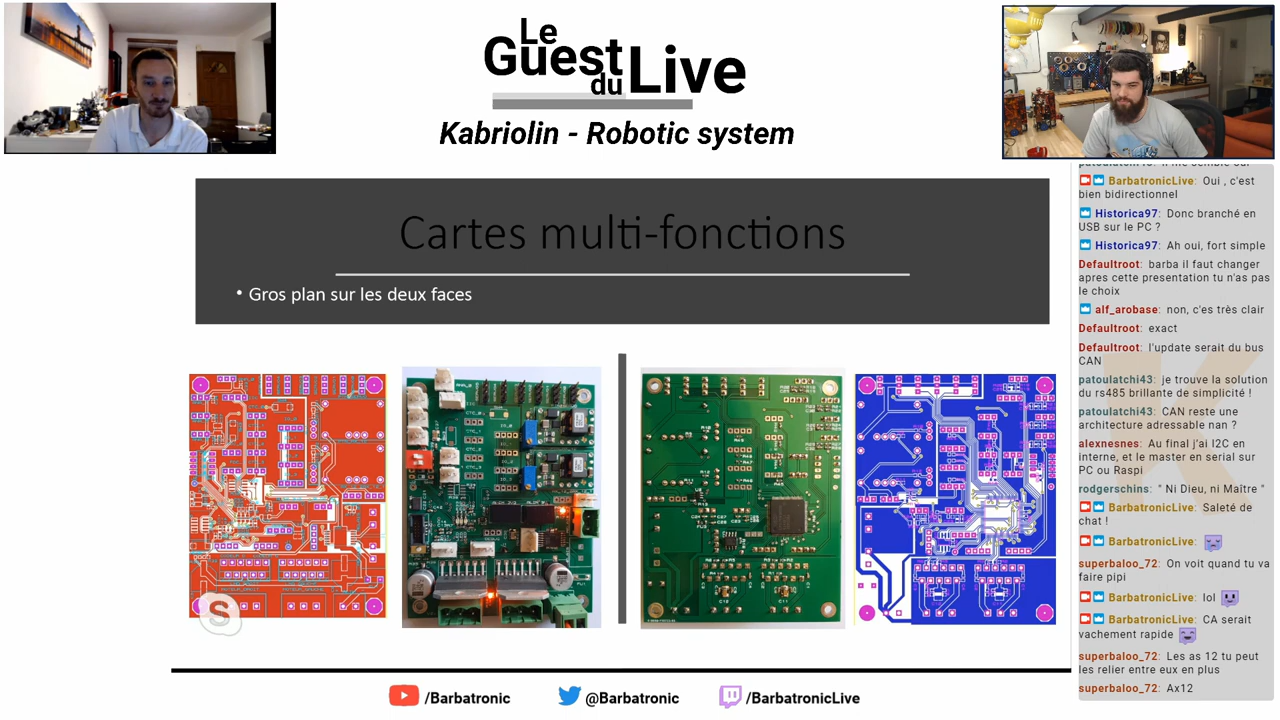 Le
Guest
du Live
Kabriolin - Robotic system
Cartes multi-fonctions
• Gros plan sur les deux faces
S
/Barbatronic
@Barbatronic
/BarbatronicLive
BarbatronicLive: Oui , c'est
bien bidirectionnel
Historica97: Donc branché en
USB sur le PC ?
Historica97: Ah oui, fort simple
Defaultroot: barba il faut changer
apres cette presentation tu n'as pas
le choix
alf_arobase: non, c'es très clair
Defaultroot: exact
Defaultroot: l'update serait du bus
CAN
patoulatchi43: je trouve la solution
du rs485 brillante de simplicité !
patoulatchi43: CAN reste une
architecture adressable nan ?
alexnesnes: Au final j'ai I2C en
interne, et le master en serial sur
PC ou Raspi
rodgerschins: " Ni Dieu, ni Maître "
BarbatronicLive: Saleté de
chat !
BarbatronicLive:
superbaloo_72: On voit quand tu va
faire pipi
BarbatronicLive: lol
BarbatronicLive: CA serait
vachement rapide
superbaloo_72: Les as 12 tu peut
les relier entre eux en plus
superbaloo_72: Ax12